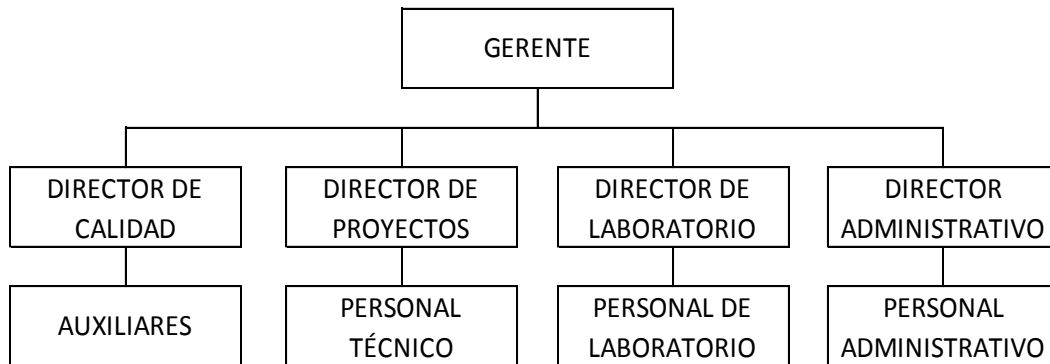 GERENTE
DIRECTOR DE
CALIDAD
DIRECTOR DE
PROYECTOS
DIRECTOR DE
LABORATORIO
DIRECTOR
ADMINISTRATIVO
AUXILIARES
PERSONAL
TÉCNICO
PERSONAL DE
LABORATORIO
PERSONAL
ADMINISTRATIVO